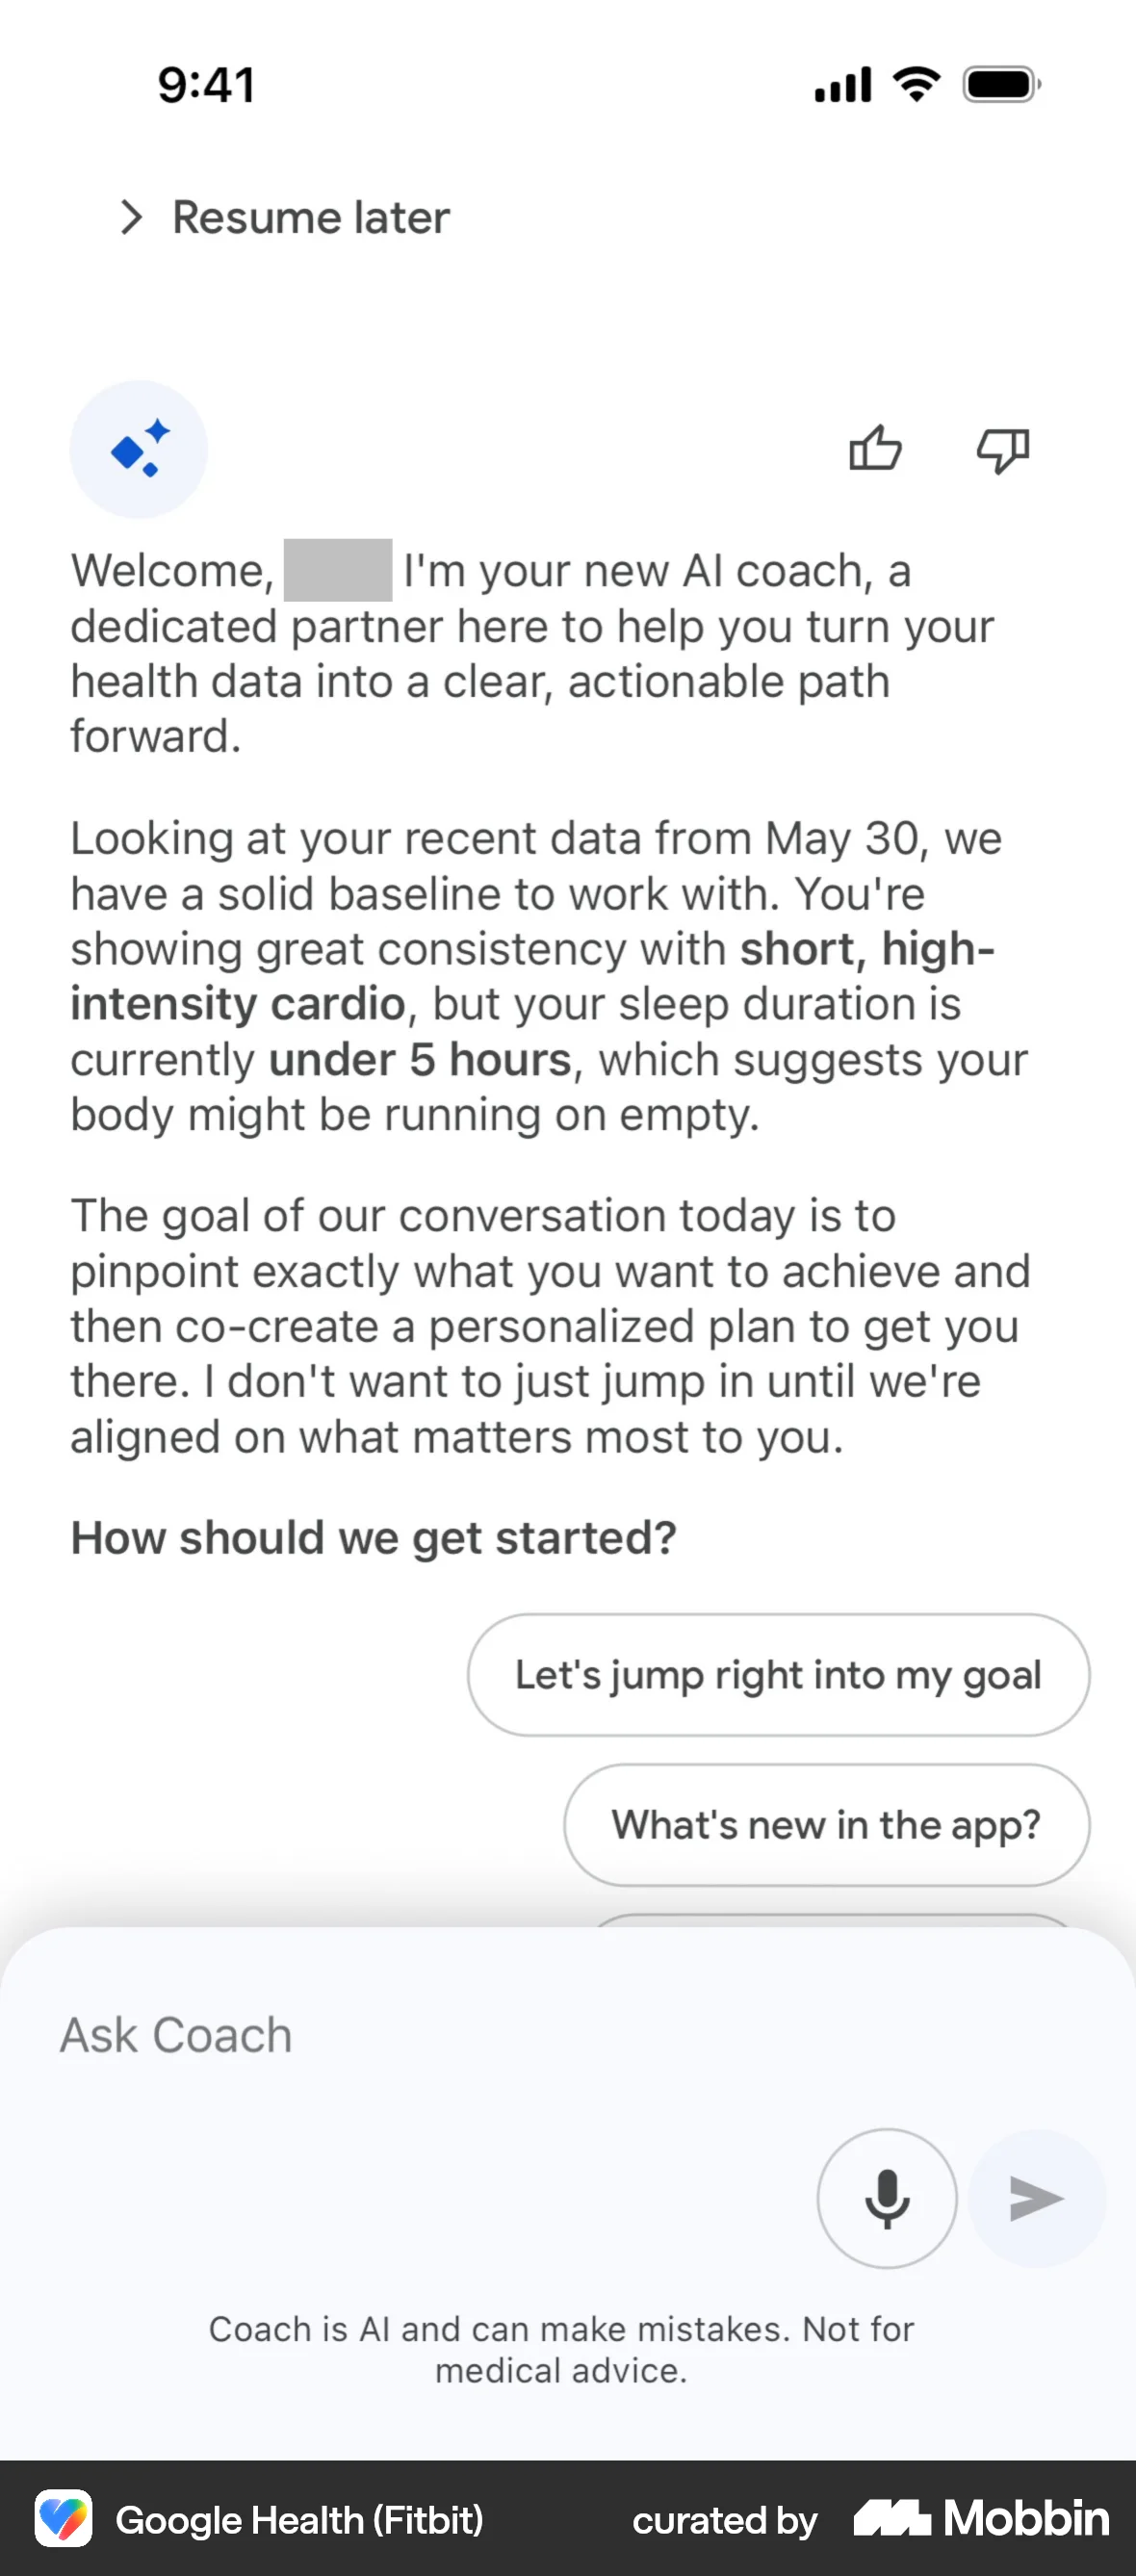 9:41
Resume later
Welcome, I'm your new AI coach, a
dedicated partner here to help you turn your
health data into a clear, actionable path
forward.
Looking at your recent data from May 30, we
have a solid baseline to work with. You're
showing great consistency with short, high-
intensity cardio, but your sleep duration is
currently under 5 hours, which suggests your
body might be running on empty.
The goal of our conversation today is to
pinpoint exactly what you want to achieve and
then co-create a personalized plan to get you
there. I don't want to just jump in until we're
aligned on what matters most to you.
How should we get started?
Let's jump right into my goal
What's new in the app?
Ask Coach
Coach is AI and can make mistakes. Not for
medical advice.
Google Health (Fitbit) curated by Mobbin